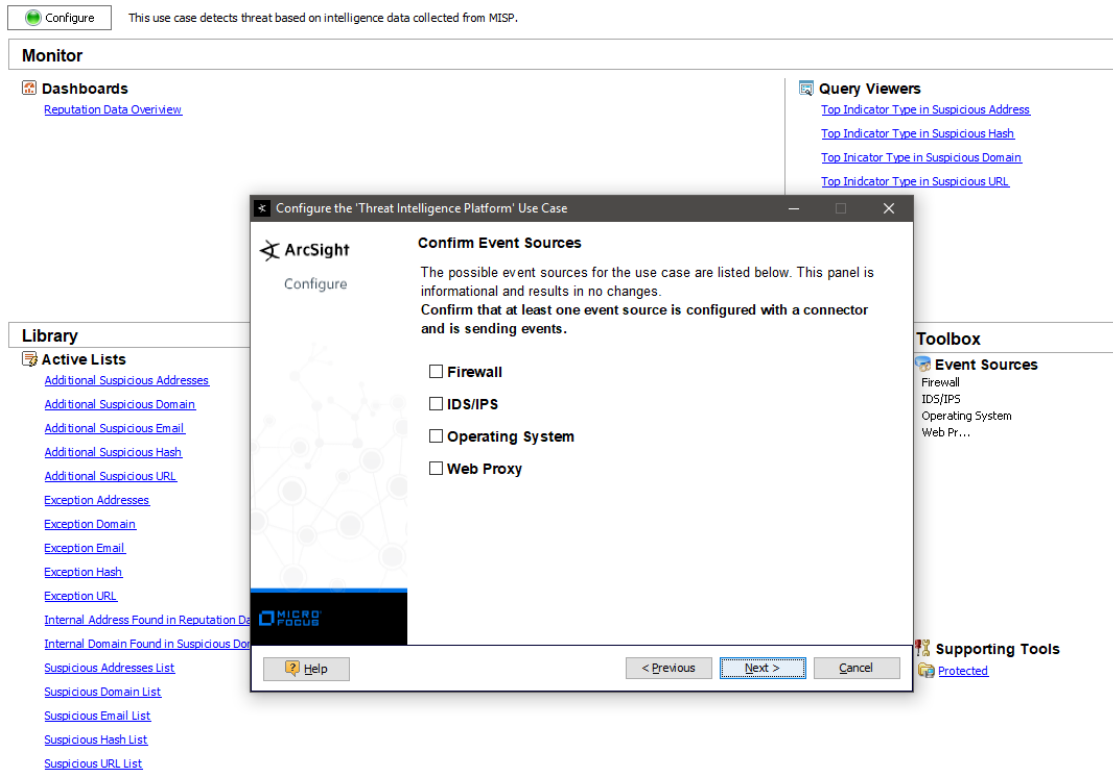 Configure
This use case detects threat based on intelligence data collected from MISP.
Monitor
Dashboards
Reputation Data Overiview
Query Viewers
Top Indicator Type in Suspicious Address
Top Indicator Type in Suspicious Hash
Top Inicator Type in Suspicious Domain
Top Inidcator Type in Suspicious URL
Configure the 'Threat Intelligence Platform' Use Case
ArcSight
Configure
Confirm Event Sources
The possible event sources for the use case are listed below. This panel is
informational and results in no changes.
Confirm that at least one event source is configured with a connector
and is sending events.
Firewall
IDS/IPS
Operating System
Web Proxy
MICRO
FOCUS
Help
< Previous
Next >
Cancel
Library
Active Lists
Additional Suspicious Addresses
Additional Suspicious Domain
Additional Suspicious Email
Additional Suspicious Hash
Additional Suspicious URL
Exception Addresses
Exception Domain
Exception Email
Exception Hash
Exception URL
Internal Address Found in Reputation Da
Internal Domain Found in Suspicious Dor
Suspicious Addresses List
Suspicious Domain List
Suspicious Email List
Suspicious Hash List
Suspicious URL List
Toolbox
Event Sources
Firewall
IDS/IPS
Operating System
Web Pr...
Supporting Tools
Protected